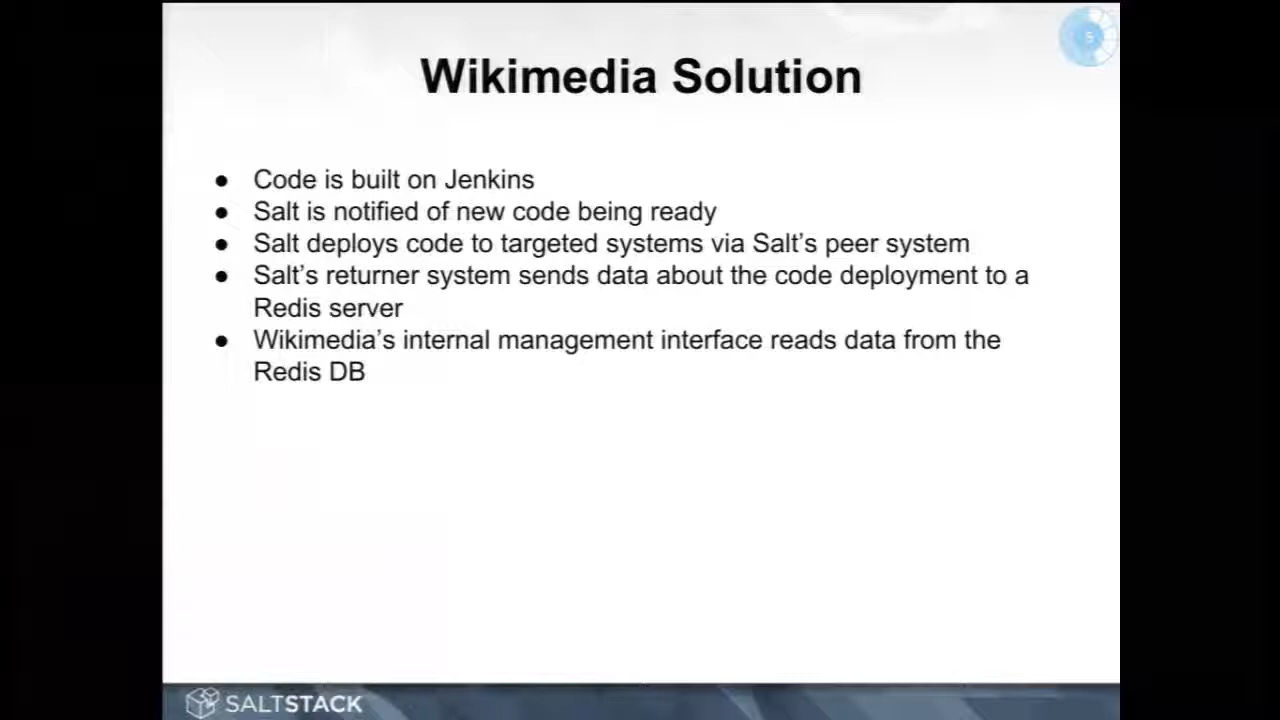 5
Wikimedia Solution
● Code is built on Jenkins
● Salt is notified of new code being ready
● Salt deploys code to targeted systems via Salt's peer system
● Salt's returner system sends data about the code deployment to a
Redis server
● Wikimedia's internal management interface reads data from the
Redis DB
SALTSTACK